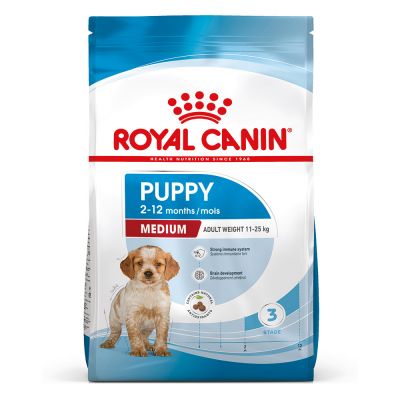 ROYAL CANIN
HEALTH NUTRITION SINCE 1968
PUPPY
2-12 months/mois
MEDIUM
ADULT WEIGHT 11-25 kg
Strong immune system
Brain development
3
STAGE